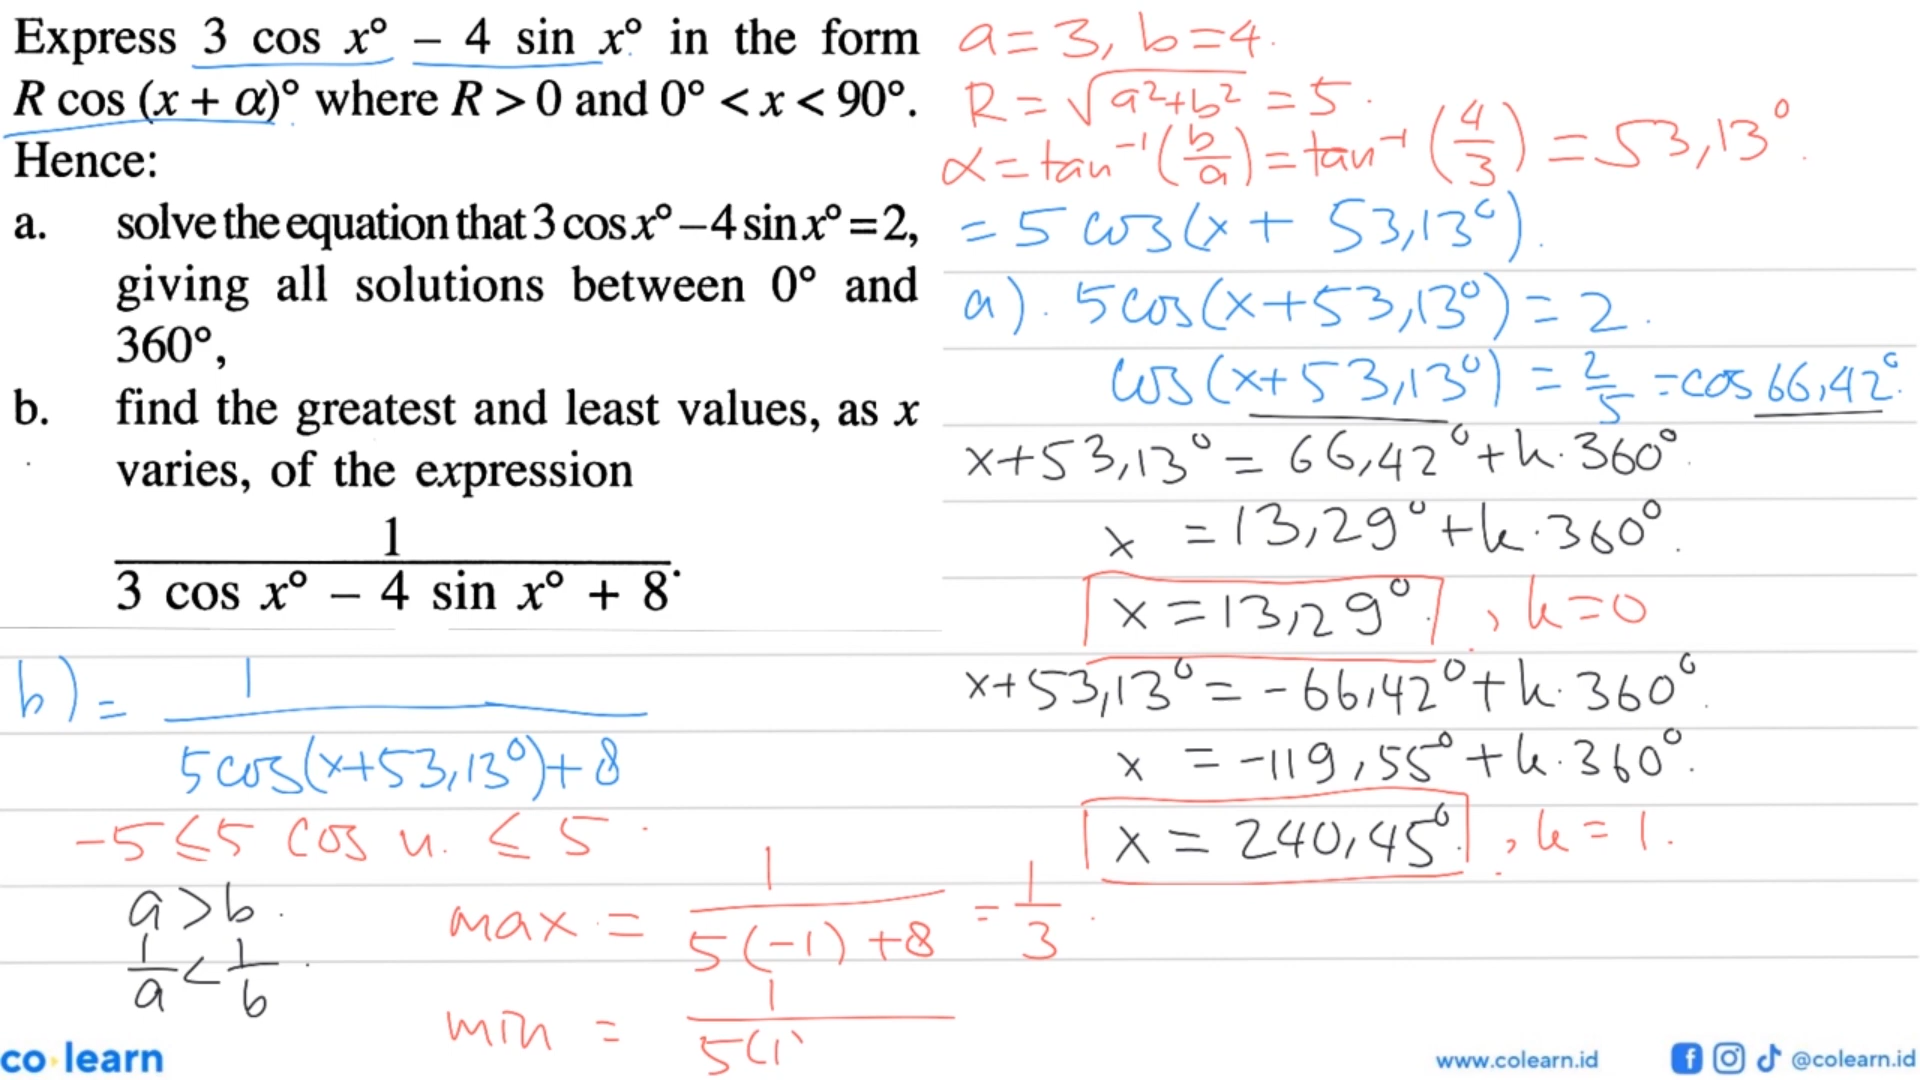 Express 3 cos x° – 4 sin x° in the form
R cos (x + α)° where R > 0 and 0° < x < 90°.
Hence:
a. solve the equation that 3 cos x° – 4 sin x° = 2,
giving all solutions between 0° and
360°,
b. find the greatest and least values, as x
varies, of the expression
1
3 cos x° – 4 sin x° + 8.
a = 3, b = 4.
R = √a²+b² = 5.
α = tan⁻¹(b/a) = tan⁻¹(4/3) = 53,13°.
= 5 cos(x + 53,13°).
a). 5 cos(x+53,13°) = 2.
cos(x+53,13°) = 2/5 = cos 66,42°.
x+53,13° = 66,42° + k. 360°.
x = 13,29° + k. 360°.
x = 13,29°. , k=0
x+53,13° = -66,42° + k. 360°.
x = -119,55° + k. 360°.
x = 240,45°. , k = 1.
b) = 1
5 cos(x+53,13°) + 8
-5 ≤ 5 cos u. ≤ 5.
a > b.
1/a < 1/b.
max = 1/5(-1) + 8 = 1/3.
min = 1/5(1)
co learn
www.colearn.id
@colearn.id